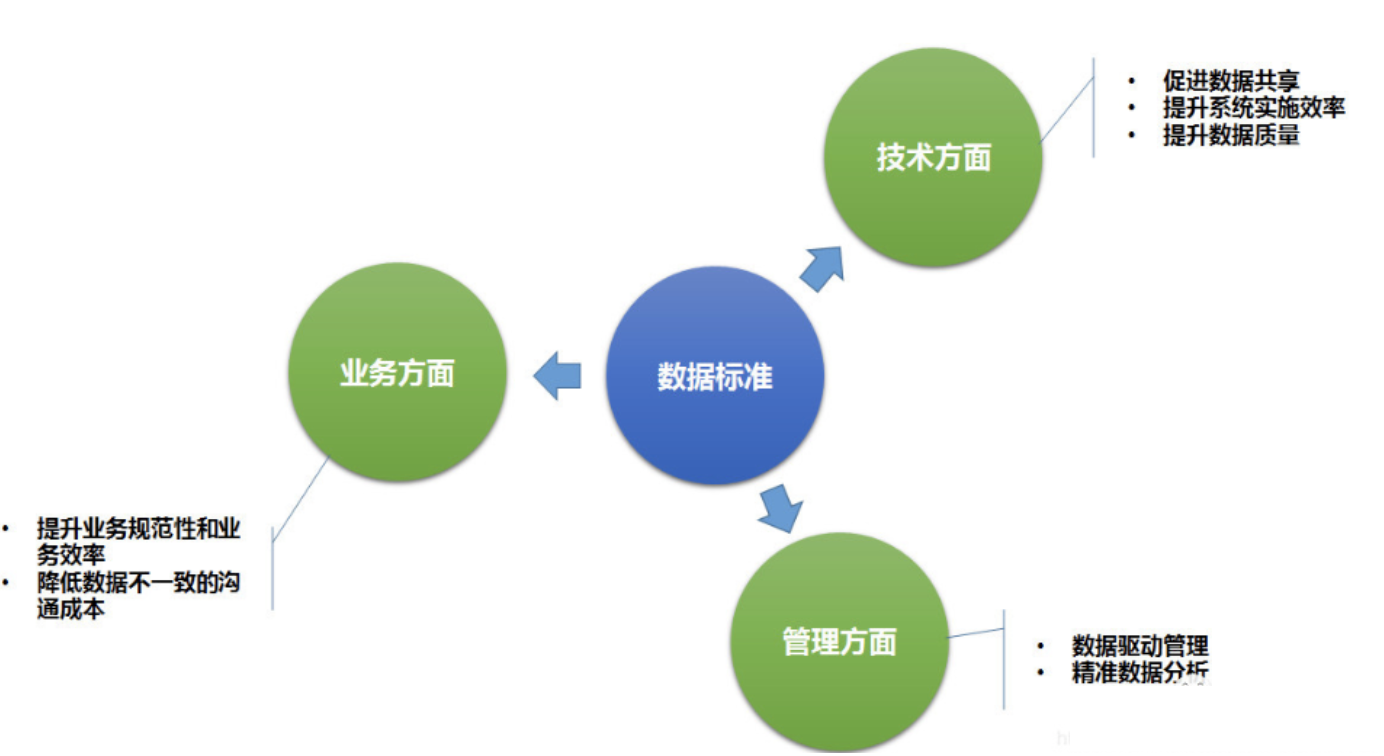 技术方面
• 促进数据共享
• 提升系统实施效率
• 提升数据质量
业务方面
数据标准
• 提升业务规范性和业
务效率
• 降低数据不一致的沟
通成本
管理方面
• 数据驱动管理
• 精准数据分析